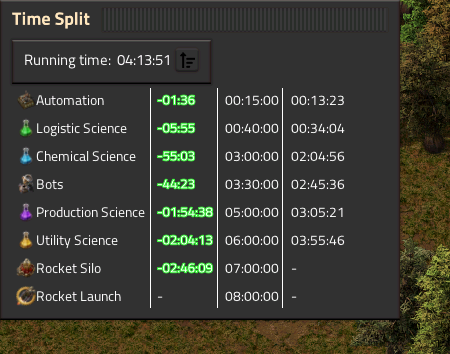 Time Split
Running time: 04:13:51
Automation -01:36 00:15:00 00:13:23
Logistic Science -05:55 00:40:00 00:34:04
Chemical Science -55:03 03:00:00 02:04:56
Bots -44:23 03:30:00 02:45:36
Production Science -01:54:38 05:00:00 03:05:21
Utility Science -02:04:13 06:00:00 03:55:46
Rocket Silo -02:46:09 07:00:00 -
Rocket Launch - 08:00:00 -